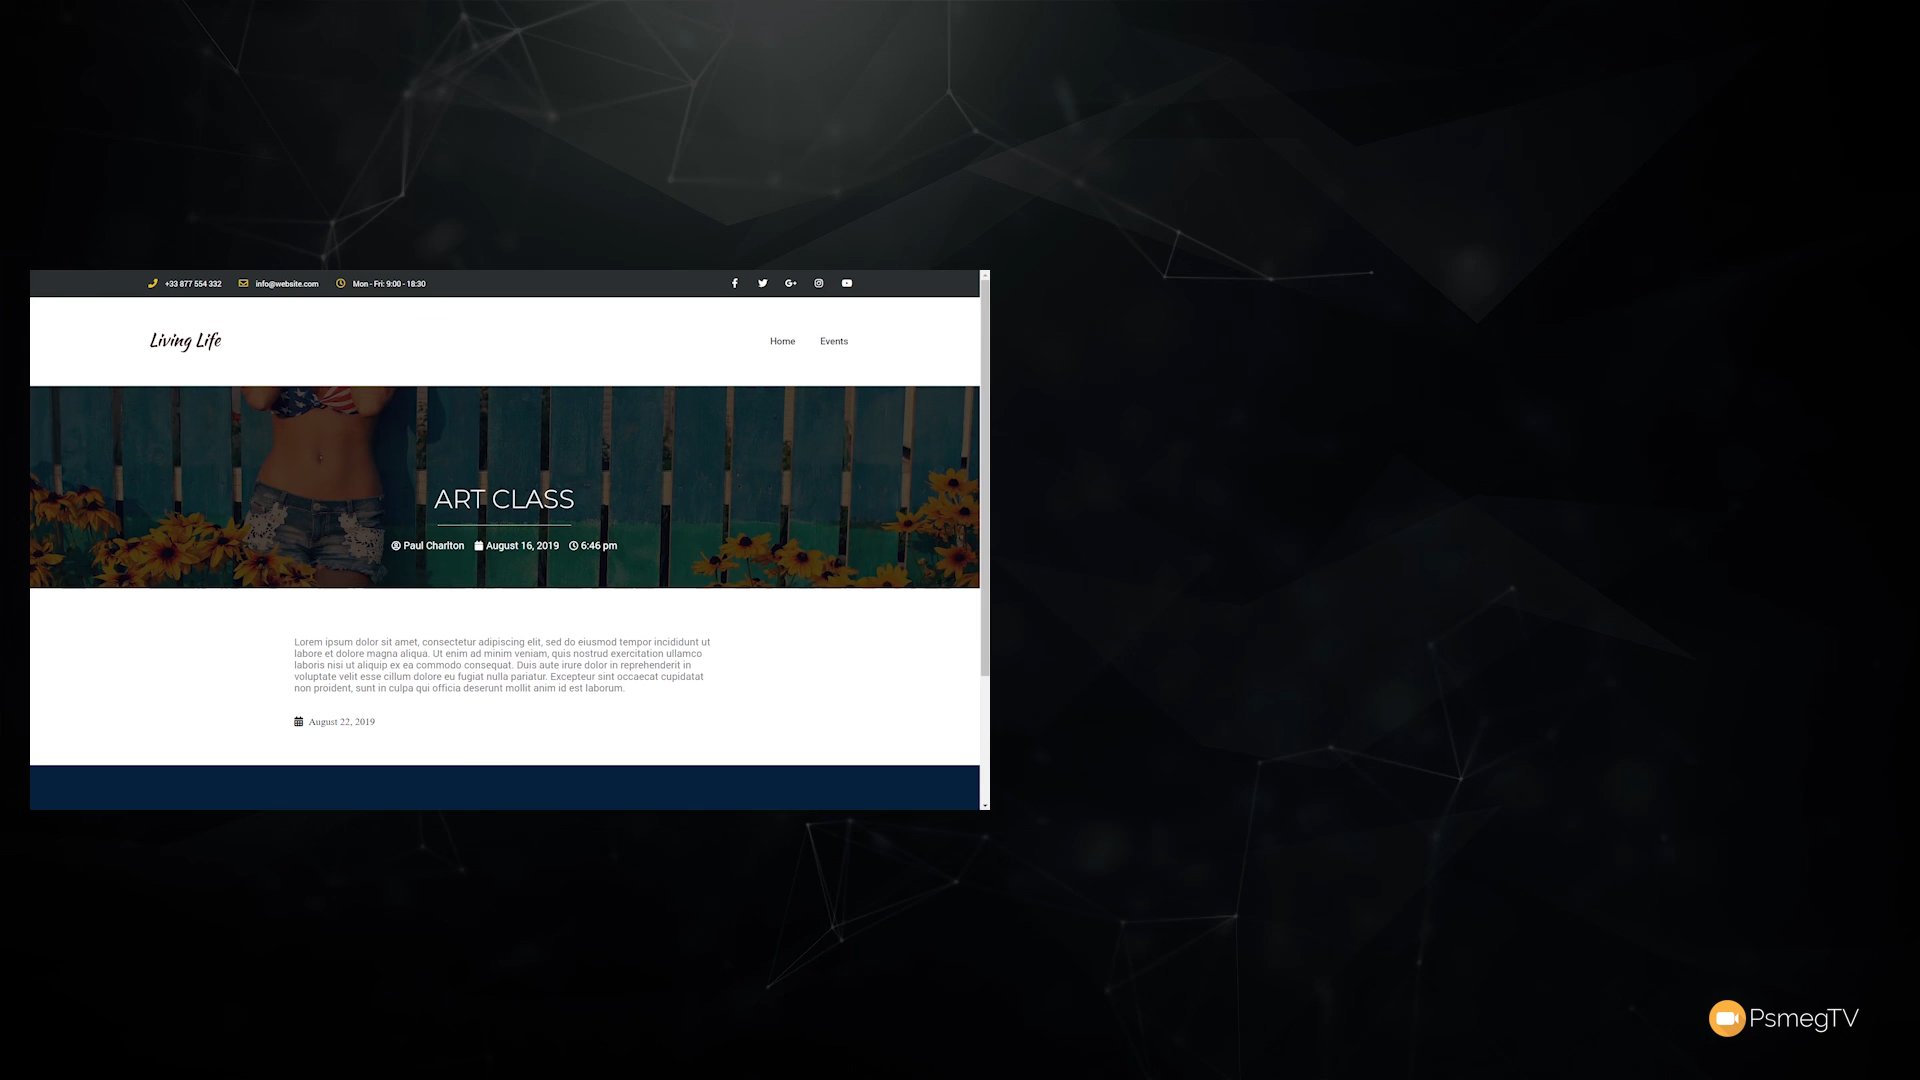 +33 877 554 332 info@website.com Mon - Fri: 9:00 - 18:30
Living Life
Home Events
ART CLASS
Paul Charlton August 16, 2019 6:46 pm
Lorem ipsum dolor sit amet, consectetur adipiscing elit, sed do eiusmod tempor incididunt ut
labore et dolore magna aliqua. Ut enim ad minim veniam, quis nostrud exercitation ullamco
laboris nisi ut aliquip ex ea commodo consequat. Duis aute irure dolor in reprehenderit in
voluptate velit esse cillum dolore eu fugiat nulla pariatur. Excepteur sint occaecat cupidatat
non proident, sunt in culpa qui officia deserunt mollit anim id est laborum.
August 22, 2019
PsmegTV